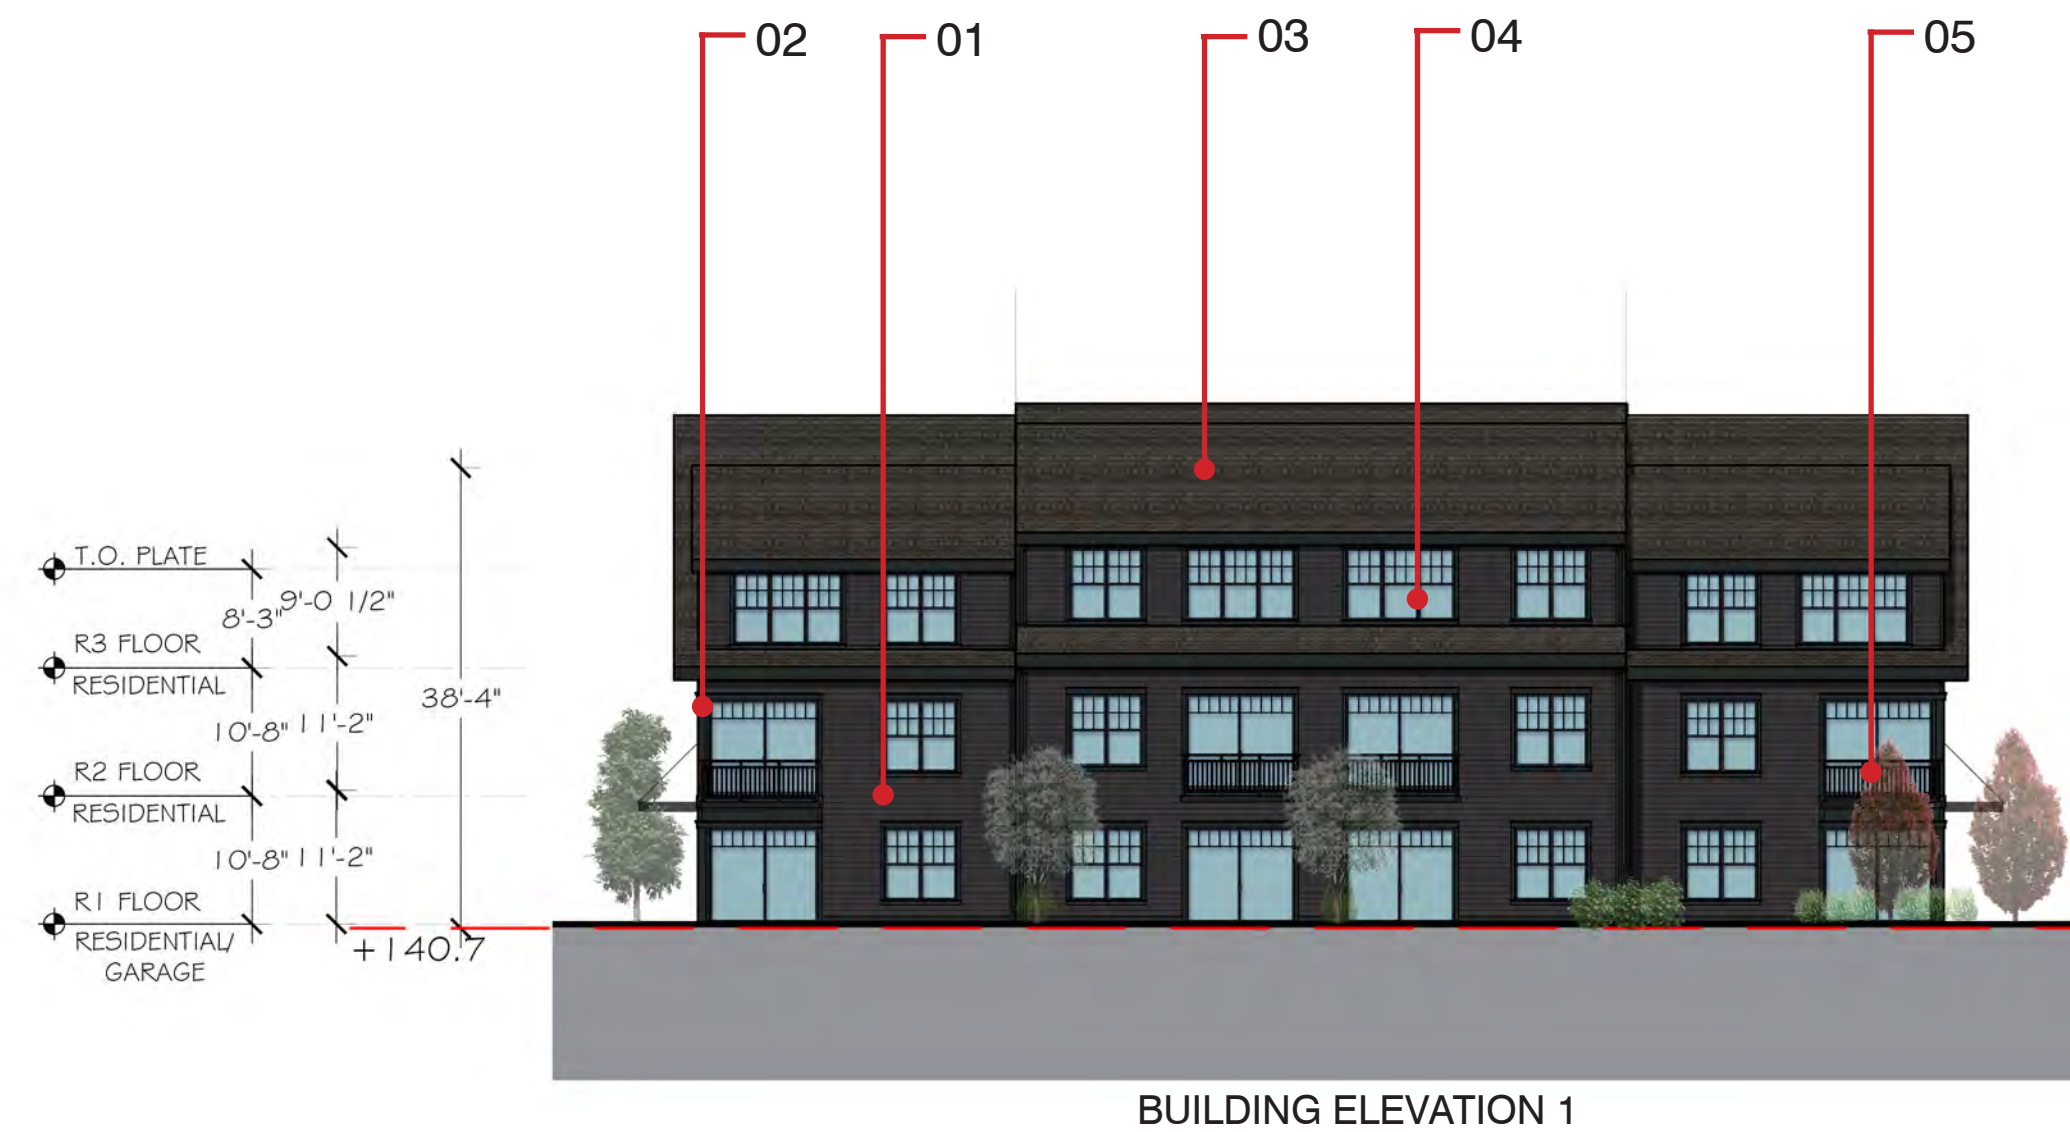 02
01
03
04
05
T.O. PLATE
8'-3"
9'-0 1/2"
R3 FLOOR
RESIDENTIAL
38'-4"
10'-8"
11'-2"
R2 FLOOR
RESIDENTIAL
10'-8"
11'-2"
R1 FLOOR
RESIDENTIAL/
GARAGE
+140.7
BUILDING ELEVATION 1